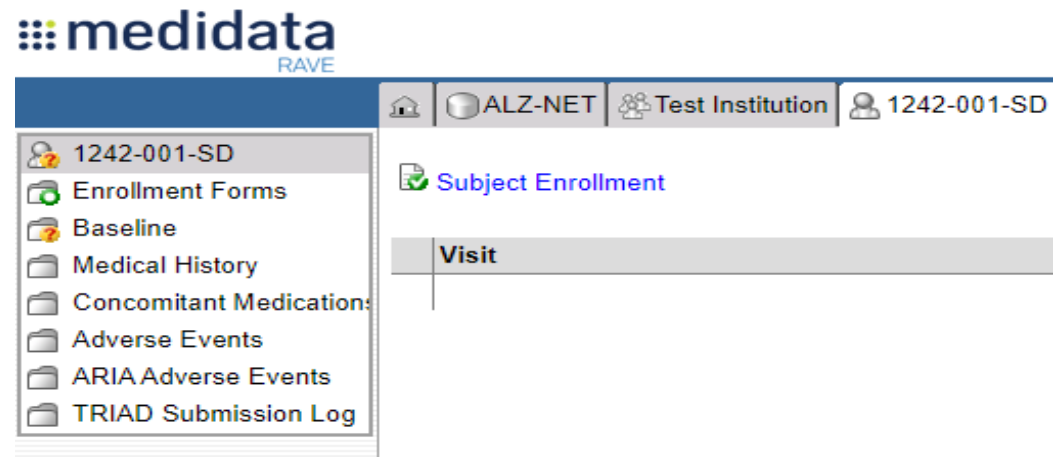 medidata
RAVE
ALZ-NET Test Institution 1242-001-SD
1242-001-SD
Enrollment Forms
Baseline
Medical History
Concomitant Medications
Adverse Events
ARIA Adverse Events
TRIAD Submission Log
Subject Enrollment
Visit